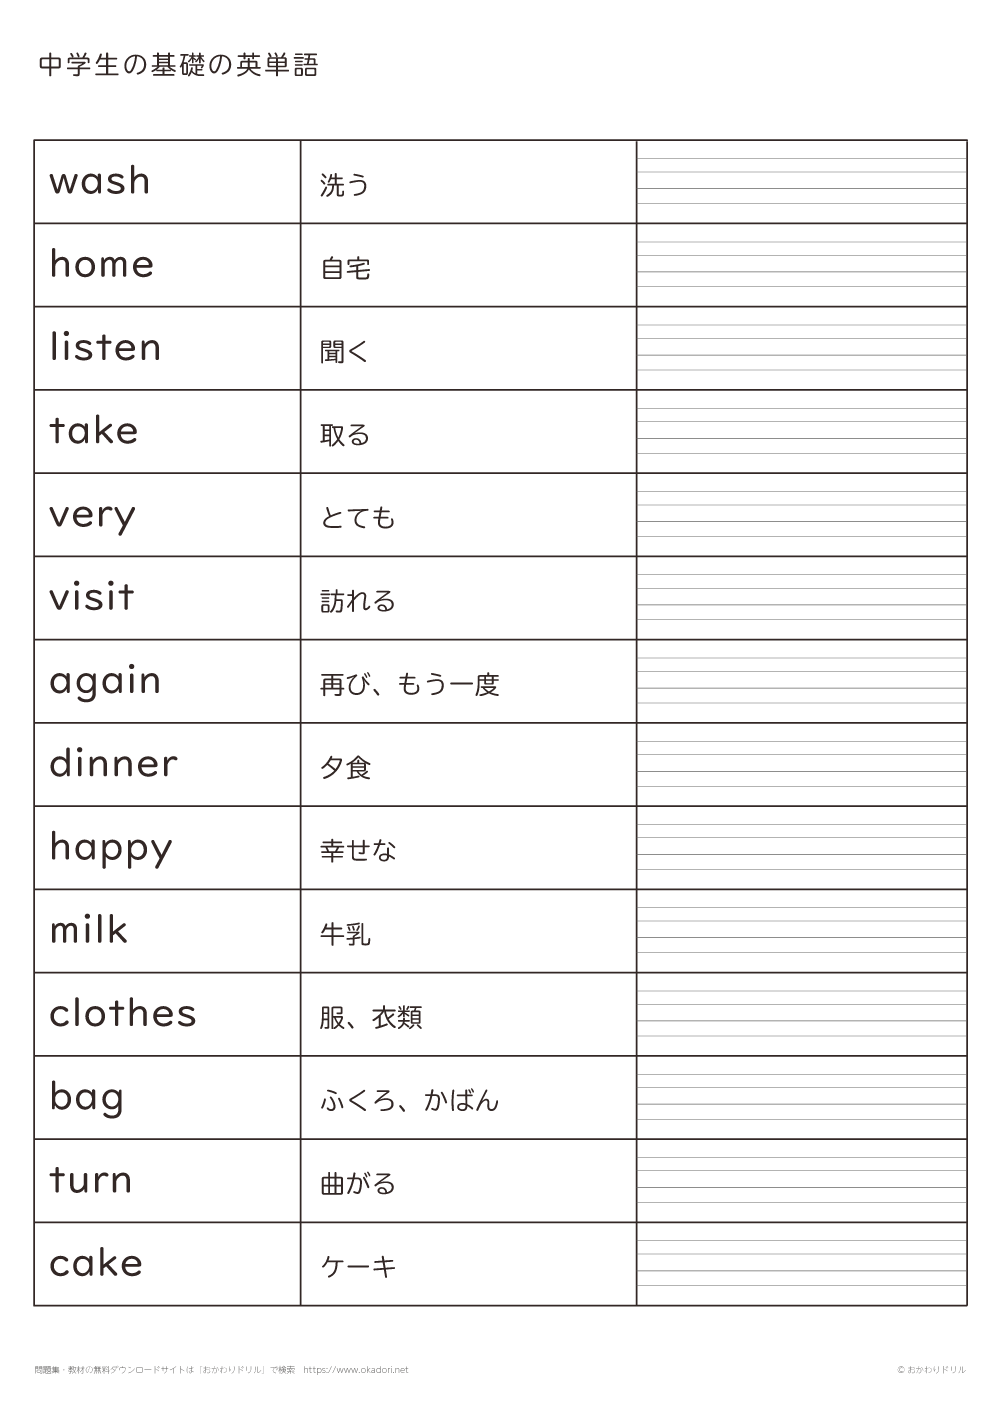 中学生の基礎の英単語
wash 洗う
home 自宅
listen 聞く
take 取る
very とても
visit 訪れる
again 再び、もう一度
dinner 夕食
happy 幸せな
milk 牛乳
clothes 服、衣類
bag ふくろ、かばん
turn 曲がる
cake ケーキ
問題集・教材の無料ダウンロードサイトは「おかわりドリル」で検索 https://www.okadori.net © おかわりドリル